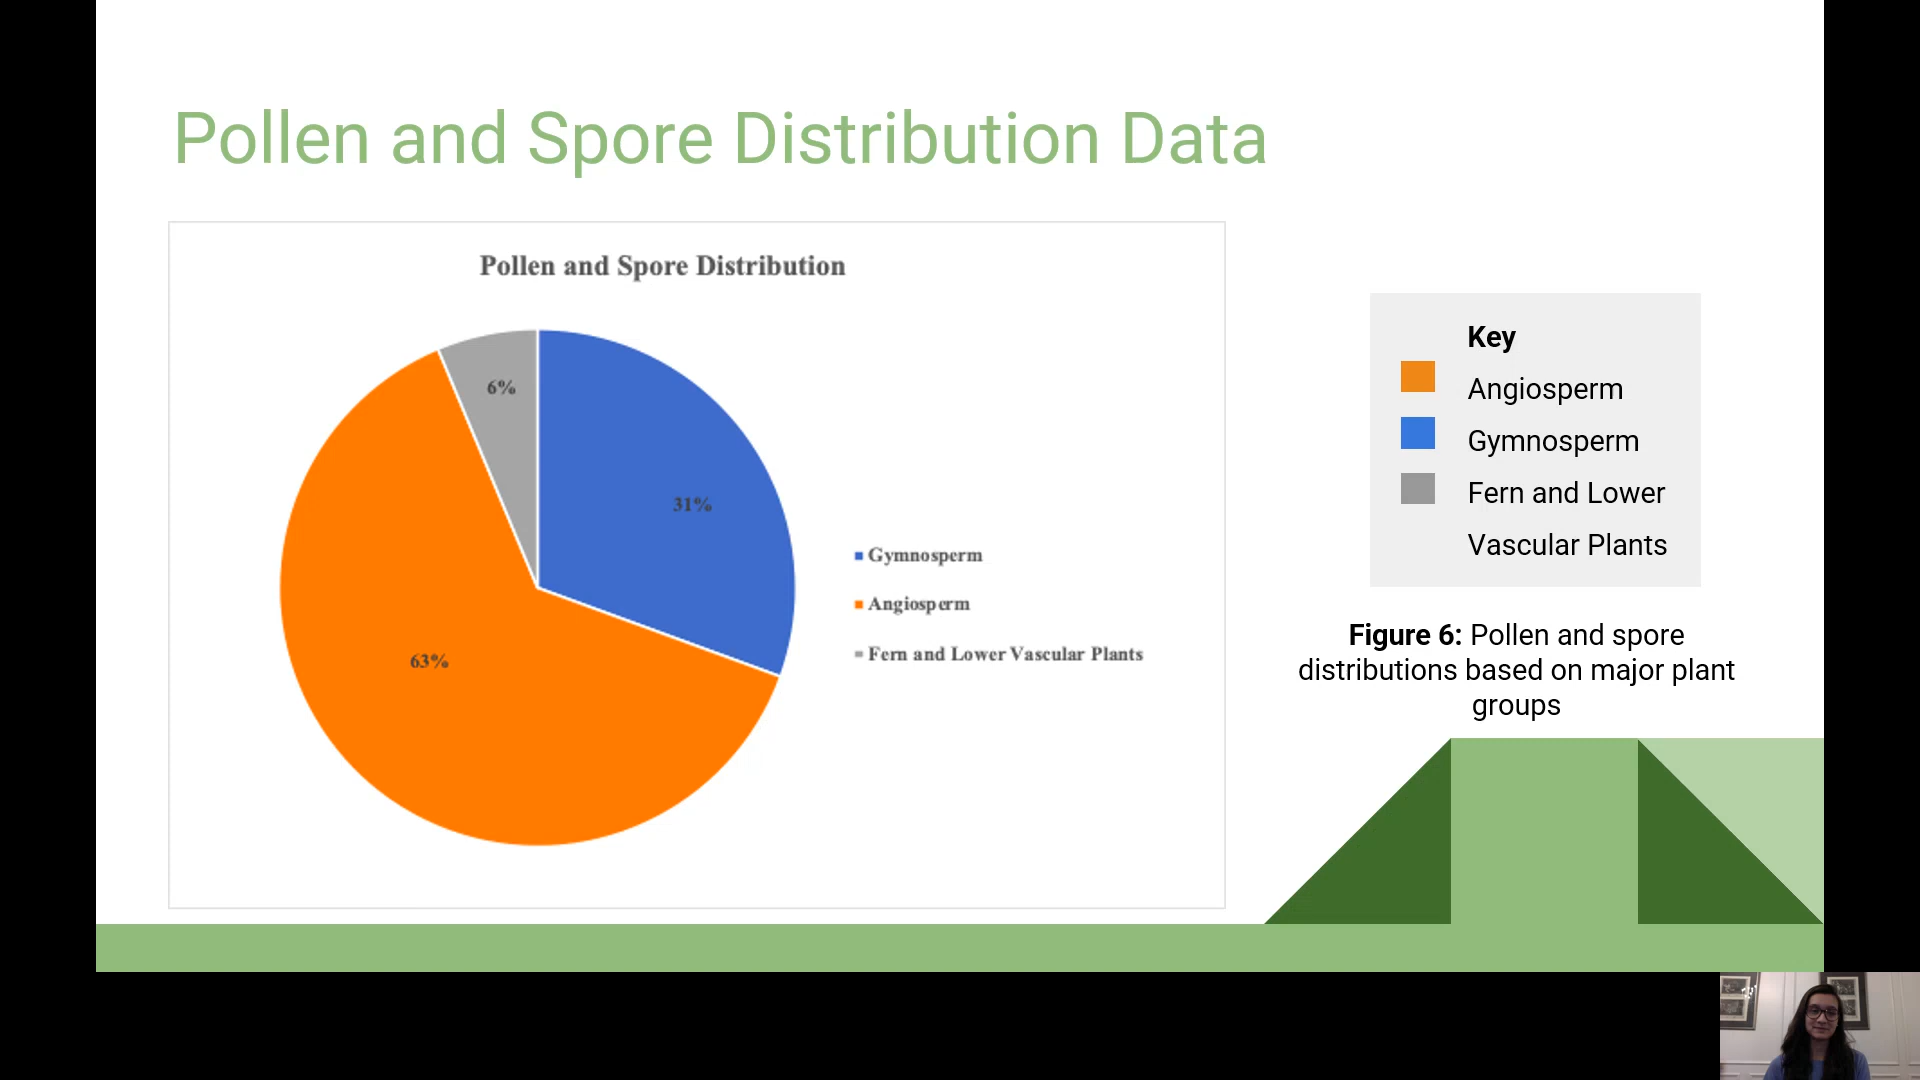 Pollen and Spore Distribution Data
Pollen and Spore Distribution
6%
31%
63%
Gymnosperm
Angiosperm
Fern and Lower Vascular Plants
Key
Angiosperm
Gymnosperm
Fern and Lower
Vascular Plants
Figure 6: Pollen and spore
distributions based on major plant
groups